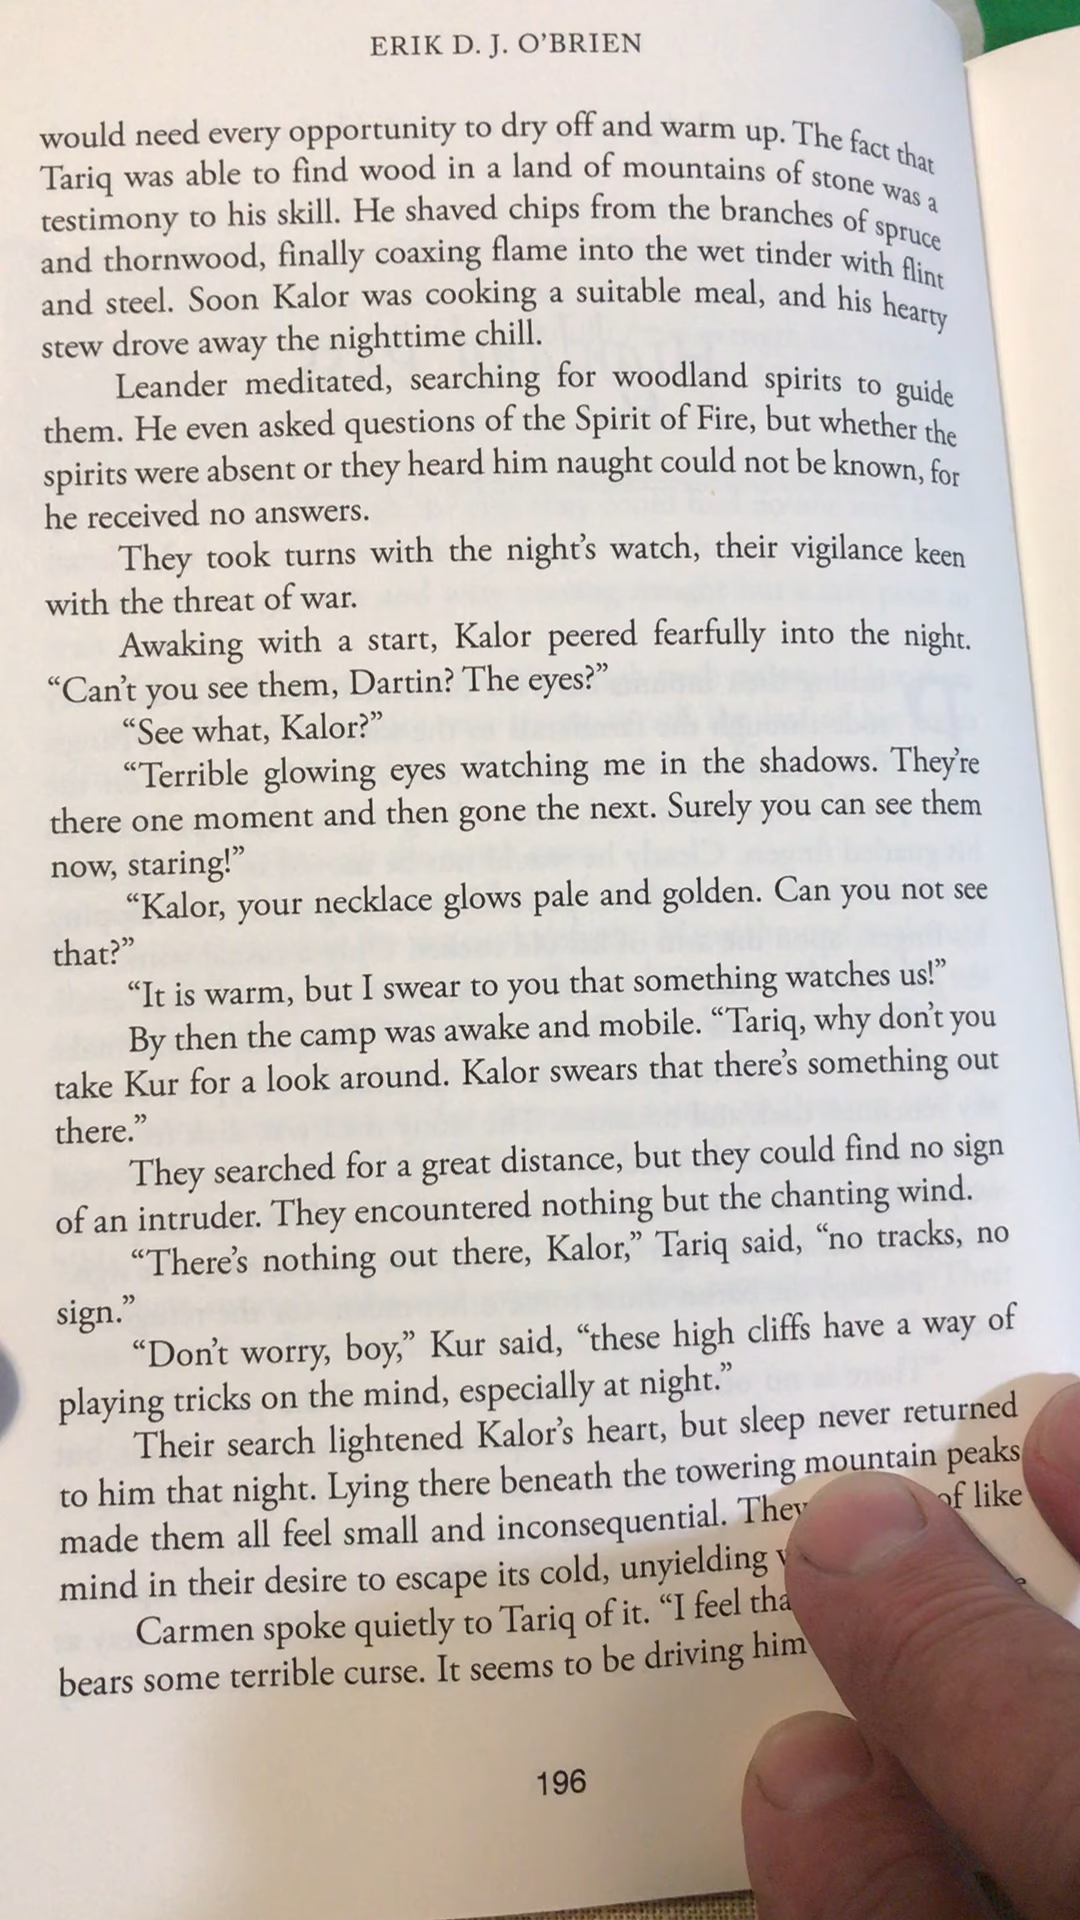 ERIK D. J. O’BRIEN
would need every opportunity to dry off and warm up. The fact that
Tariq was able to find wood in a land of mountains of stone was a
testimony to his skill. He shaved chips from the branches of spruce
and thornwood, finally coaxing flame into the wet tinder with flint
and steel. Soon Kalor was cooking a suitable meal, and his hearty
stew drove away the nighttime chill.
Leander meditated, searching for woodland spirits to guide
them. He even asked questions of the Spirit of Fire, but whether the
spirits were absent or they heard him naught could not be known, for
he received no answers.
They took turns with the night’s watch, their vigilance keen
with the threat of war.
Awaking with a start, Kalor peered fearfully into the night.
“Can’t you see them, Dartin? The eyes?”
“See what, Kalor?”
“Terrible glowing eyes watching me in the shadows. They’re
there one moment and then gone the next. Surely you can see them
now, staring!”
“Kalor, your necklace glows pale and golden. Can you not see
that?”
“It is warm, but I swear to you that something watches us!”
By then the camp was awake and mobile. “Tariq, why don’t you
take Kur for a look around. Kalor swears that there’s something out
there.”
They searched for a great distance, but they could find no sign
of an intruder. They encountered nothing but the chanting wind.
“There’s nothing out there, Kalor,” Tariq said, “no tracks, no
sign.”
“Don’t worry, boy,” Kur said, “these high cliffs have a way of
playing tricks on the mind, especially at night.”
Their search lightened Kalor’s heart, but sleep never returned
to him that night. Lying there beneath the towering mountain peaks
made them all feel small and inconsequential. They of like
mind in their desire to escape its cold, unyielding
Carmen spoke quietly to Tariq of it. “I feel
bears some terrible curse. It seems to be driving him
196